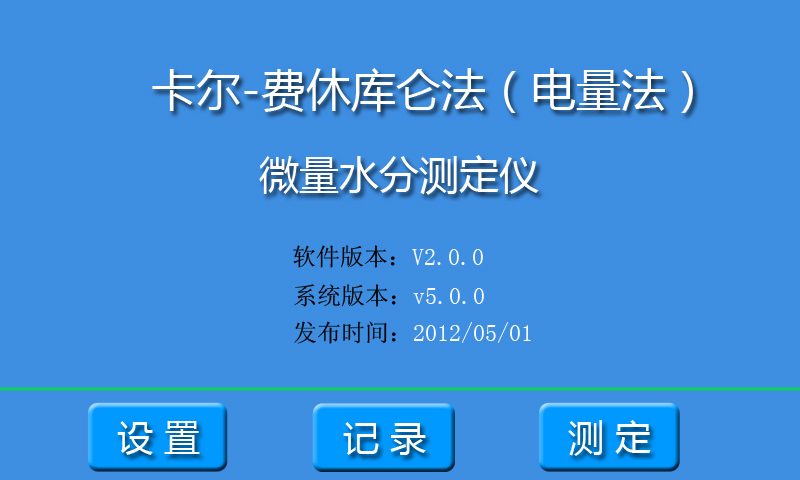 卡尔-费休库仑法（电量法）
微量水分测定仪
软件版本：V2.0.0
系统版本：v5.0.0
发布时间：2012/05/01
设置 记录 测定